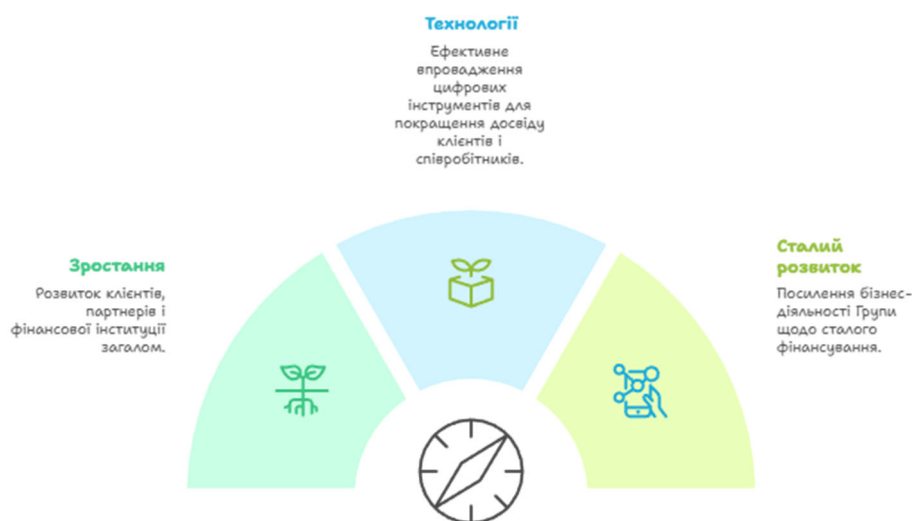 Технології
Ефективне
впровадження
цифрових
інструментів для
покращення досвіду
клієнтів і
співробітників.
Зростання
Розвиток клієнтів,
партнерів і
фінансової інституції
загалом.
Сталий
розвиток
Посилення бізнес-
діяльності Групи
щодо сталого
фінансування.